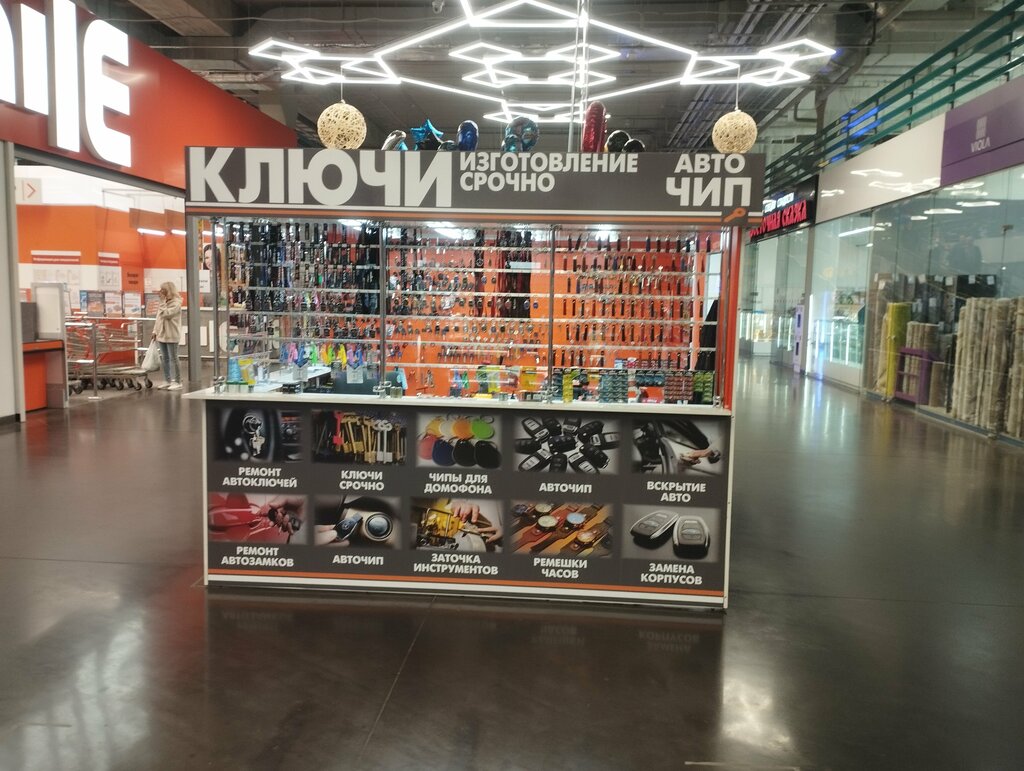 КЛЮЧИ
ИЗГОТОВЛЕНИЕ
СРОЧНО
АВТО
ЧИП
VIOLA
СКАЗКА
РЕМОНТ
АВТОКЛЮЧЕЙ
КЛЮЧИ
СРОЧНО
ЧИПЫ ДЛЯ
ДОМОФОНА
АВТОЧИП
ВСКРЫТИЕ
АВТО
РЕМОНТ
АВТОЗАМКОВ
АВТОЧИП
ЗАТОЧКА
ИНСТРУМЕНТОВ
РЕМЕШКИ
ЧАСОВ
ЗАМЕНА
КОРПУСОВ